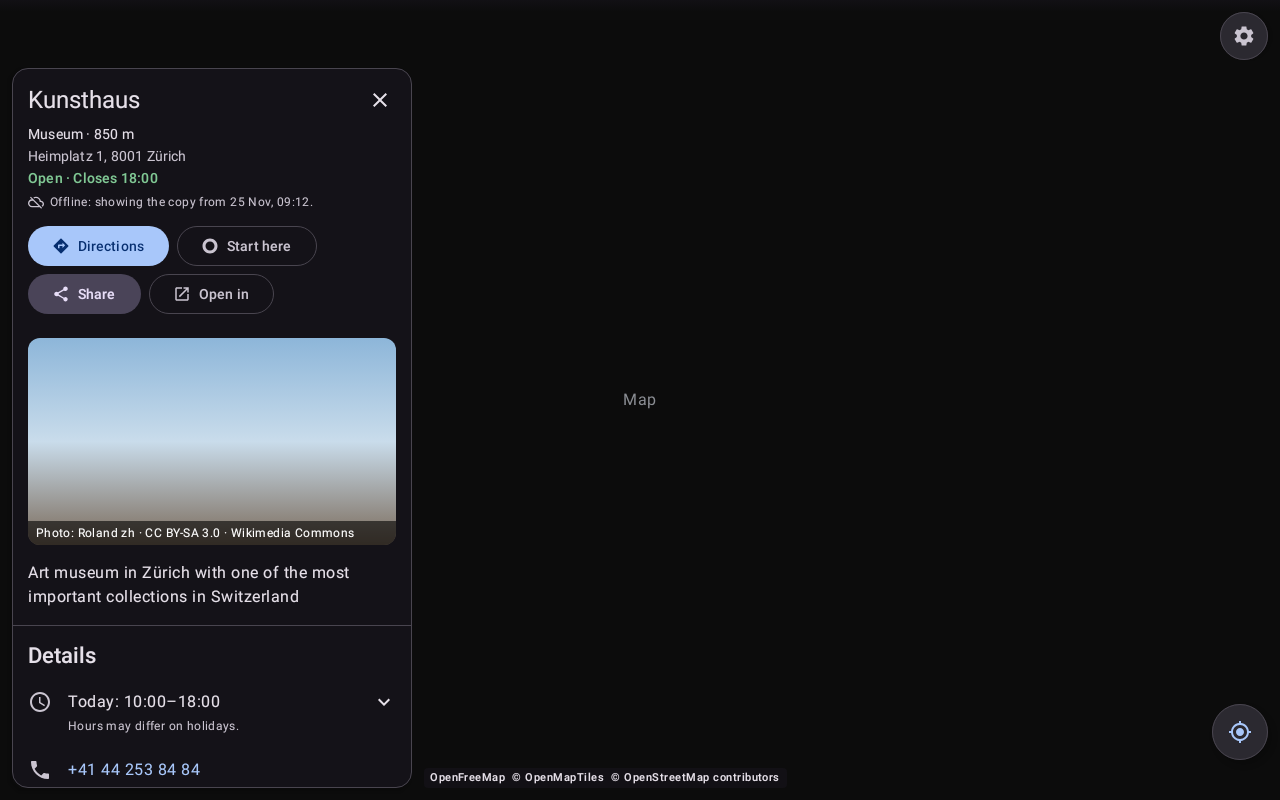 Kunsthaus
Museum · 850 m
Heimplatz 1, 8001 Zürich
Open · Closes 18:00
Offline: showing the copy from 25 Nov, 09:12.
Directions
Start here
Share
Open in
Photo: Roland zh · CC BY-SA 3.0 · Wikimedia Commons
Art museum in Zürich with one of the most
important collections in Switzerland
Details
Today: 10:00–18:00
Hours may differ on holidays.
+41 44 253 84 84
Map
OpenFreeMap © OpenMapTiles © OpenStreetMap contributors